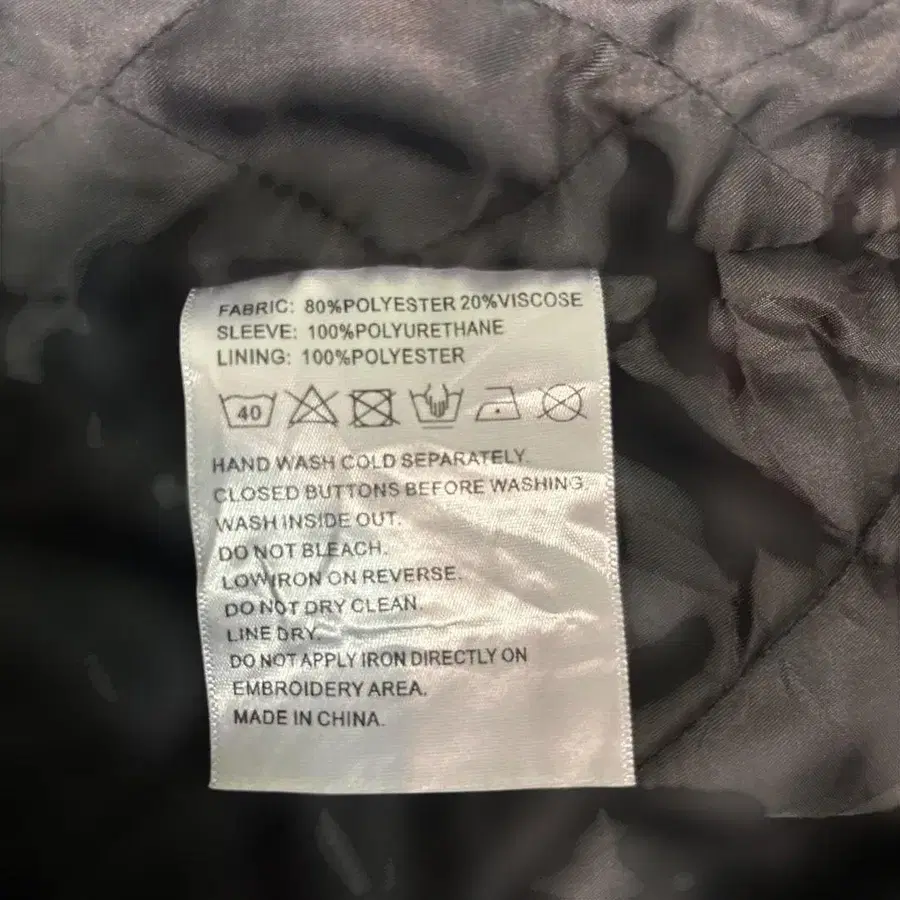 FABRIC: 80%POLYESTER 20%VISCOSE
SLEEVE: 100%POLYURETHANE
LINING: 100%POLYESTER
40
HAND WASH COLD SEPARATELY.
CLOSED BUTTONS BEFORE WASHING.
WASH INSIDE OUT.
DO NOT BLEACH.
LOW IRON ON REVERSE.
DO NOT DRY CLEAN.
LINE DRY.
DO NOT APPLY IRON DIRECTLY ON
EMBROIDERY AREA.
MADE IN CHINA.